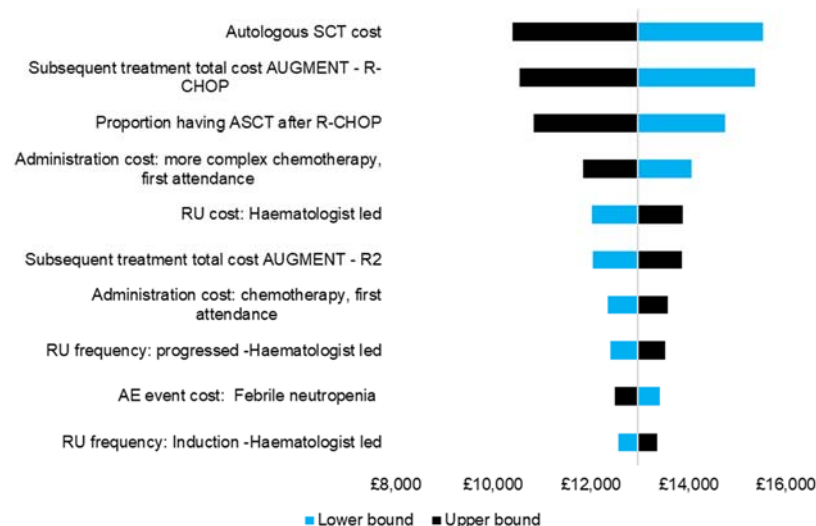 Autologous SCT cost
Subsequent treatment total cost AUGMENT - R-
CHOP
Proportion having ASCT after R-CHOP
Administration cost: more complex chemotherapy,
first attendance
RU cost: Haematologist led
Subsequent treatment total cost AUGMENT - R2
Administration cost: chemotherapy, first
attendance
RU frequency: progressed -Haematologist led
AE event cost: Febrile neutropenia
RU frequency: Induction -Haematologist led
£8,000 £10,000 £12,000 £14,000 £16,000
Lower bound Upper bound